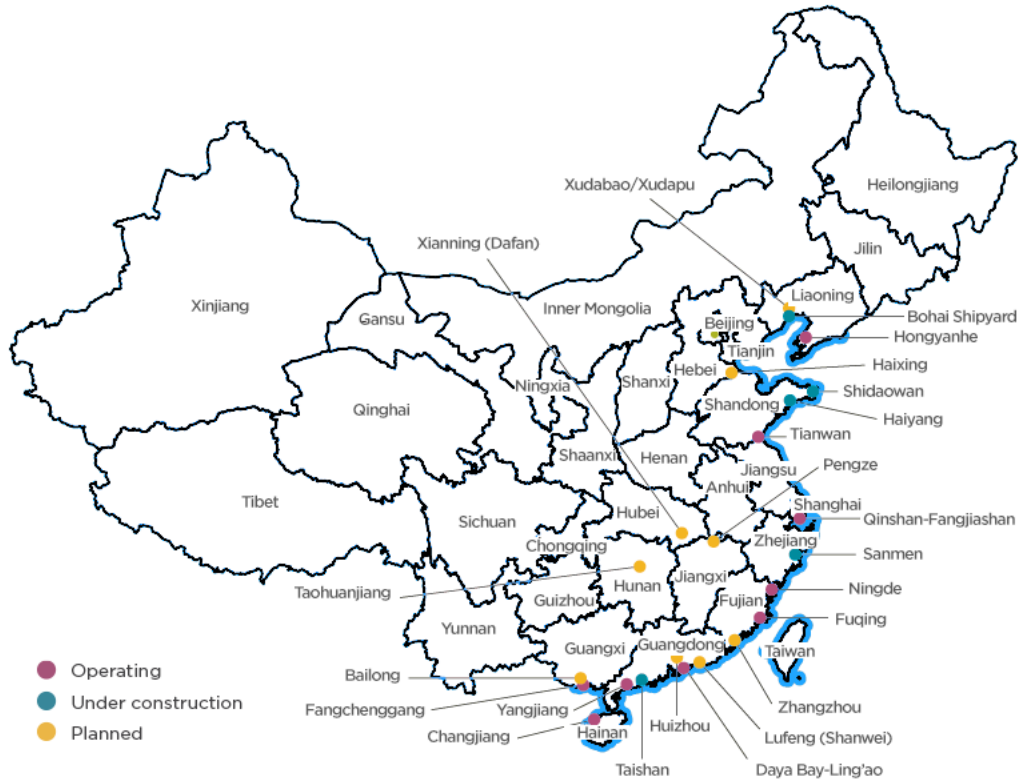 Xudabao/Xudapu
Heilongjiang
Xianning (Dafan)
Jilin
Xinjiang
Inner Mongolia
Liaoning
Gansu
Beijing
Bohai Shipyard
Hongyanhe
Tianjin
Haixing
Hebei
Ningxia
Shanxi
Shidaowan
Qinghai
Shandong
Haiyang
Tianwan
Shaanxi
Henan
Jiangsu
Pengze
Anhui
Tibet
Shanghai
Hubei
Qinshan-Fangjiashan
Sichuan
Zhejiang
Chongqing
Sanmen
Jiangxi
Taohuanjiang
Hunan
Ningde
Guizhou
Fujian
Fuqing
Yunnan
Guangxi
Guangdong
Taiwan
Operating
Bailong
Under construction
Fangchenggang
Yangjiang
Zhangzhou
Planned
Changjiang
Hainan
Huizhou
Lufeng (Shanwei)
Taishan
Daya Bay-Ling'ao